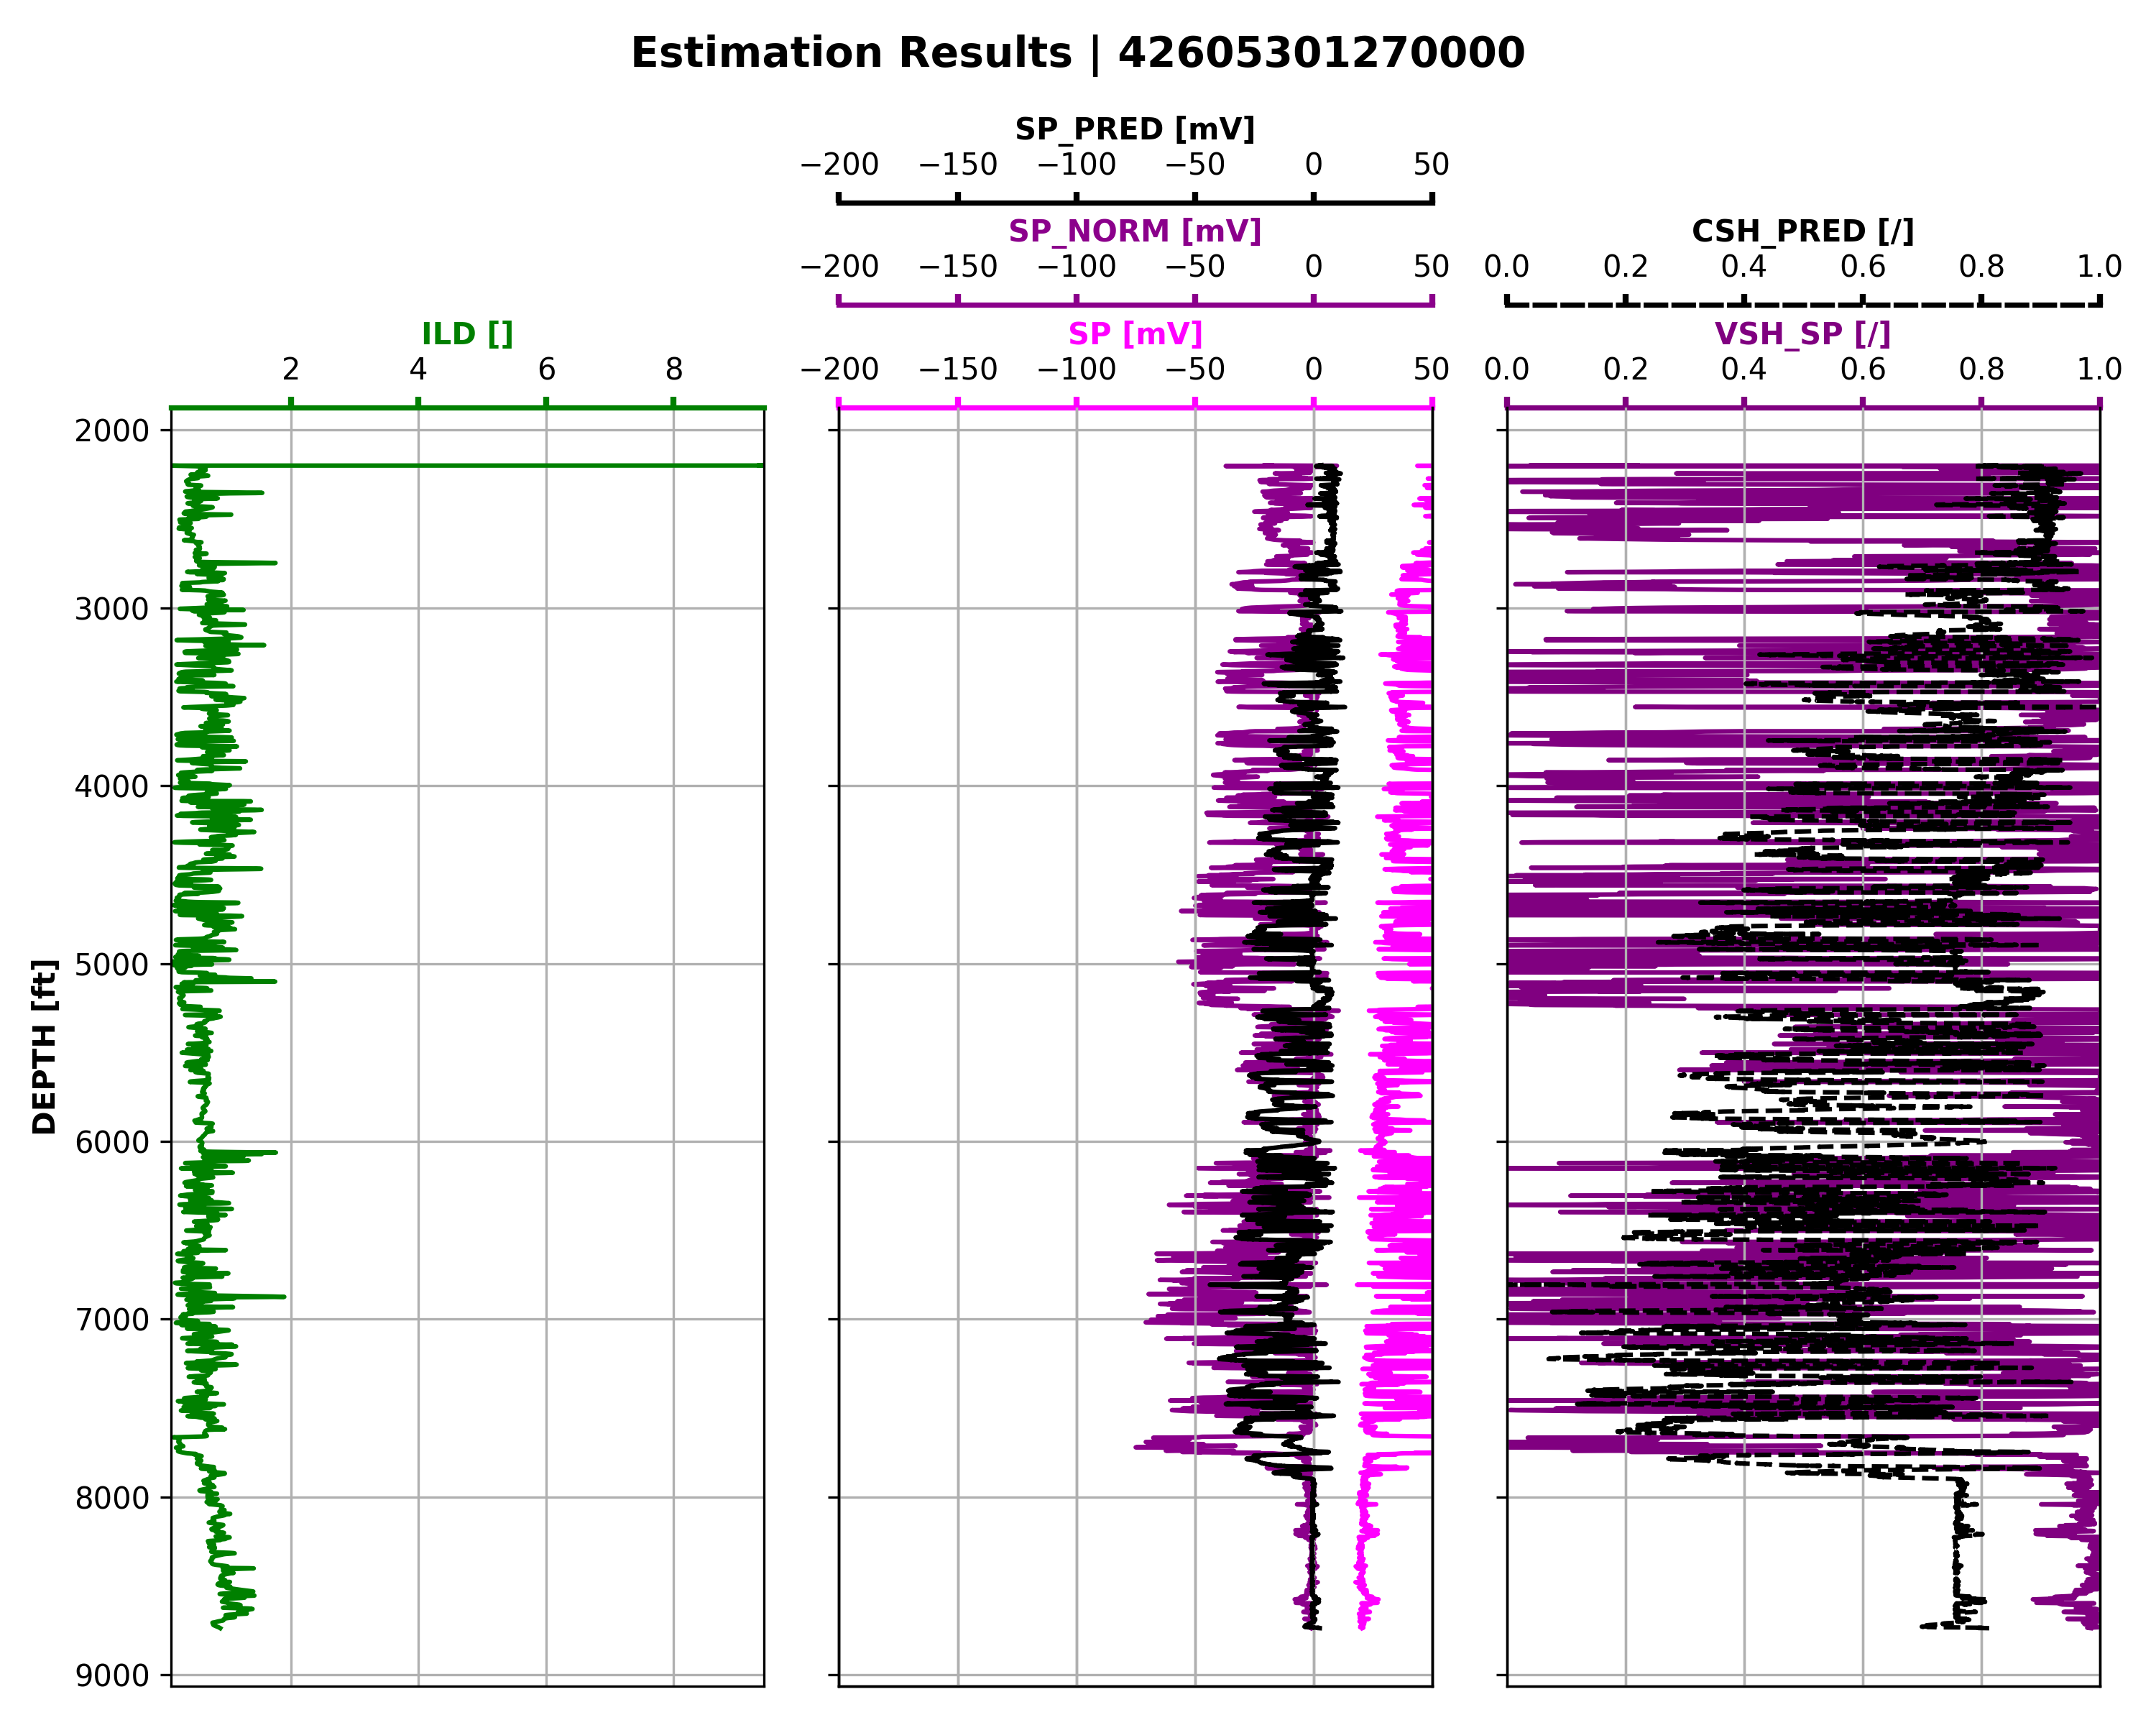 Estimation Results | 42605301270000
SP_PRED [mV]
−200 −150 −100 −50 0 50
SP_NORM [mV] CSH_PRED [/]
−200 −150 −100 −50 0 50 0.0 0.2 0.4 0.6 0.8 1.0
ILD [] SP [mV] VSH_SP [/]
2 4 6 8 −200 −150 −100 −50 0 50 0.0 0.2 0.4 0.6 0.8 1.0
2000
3000
4000
5000
DEPTH [ft]
6000
7000
8000
9000